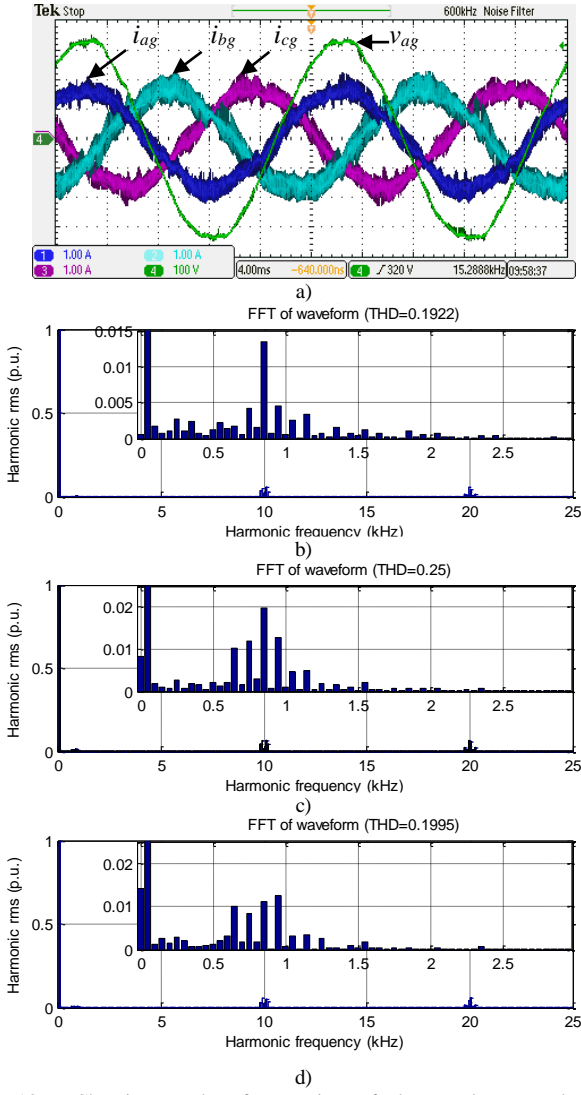 Tek Stop 600kHz Noise Filter
iag ibg icg vag
4
1 1.00 A 2 1.00 A
3 1.00 A 4 100 V
4.00ms -640.000ns 4 320 V 15.2888kHz 09:58:37
a)
FFT of waveform (THD=0.1922)
Harmonic rms (p.u.)
1
0.5
0
0.015
0.01
0.005
0
0 0.5 1 1.5 2 2.5
0 5 10 15 20 25
Harmonic frequency (kHz)
b)
FFT of waveform (THD=0.25)
Harmonic rms (p.u.)
1
0.5
0
0.02
0.01
0
0 0.5 1 1.5 2 2.5
0 5 10 15 20 25
Harmonic frequency (kHz)
c)
FFT of waveform (THD=0.1995)
Harmonic rms (p.u.)
1
0.5
0
0.02
0.01
0
0 0.5 1 1.5 2 2.5
0 5 10 15 20 25
Harmonic frequency (kHz)
d)